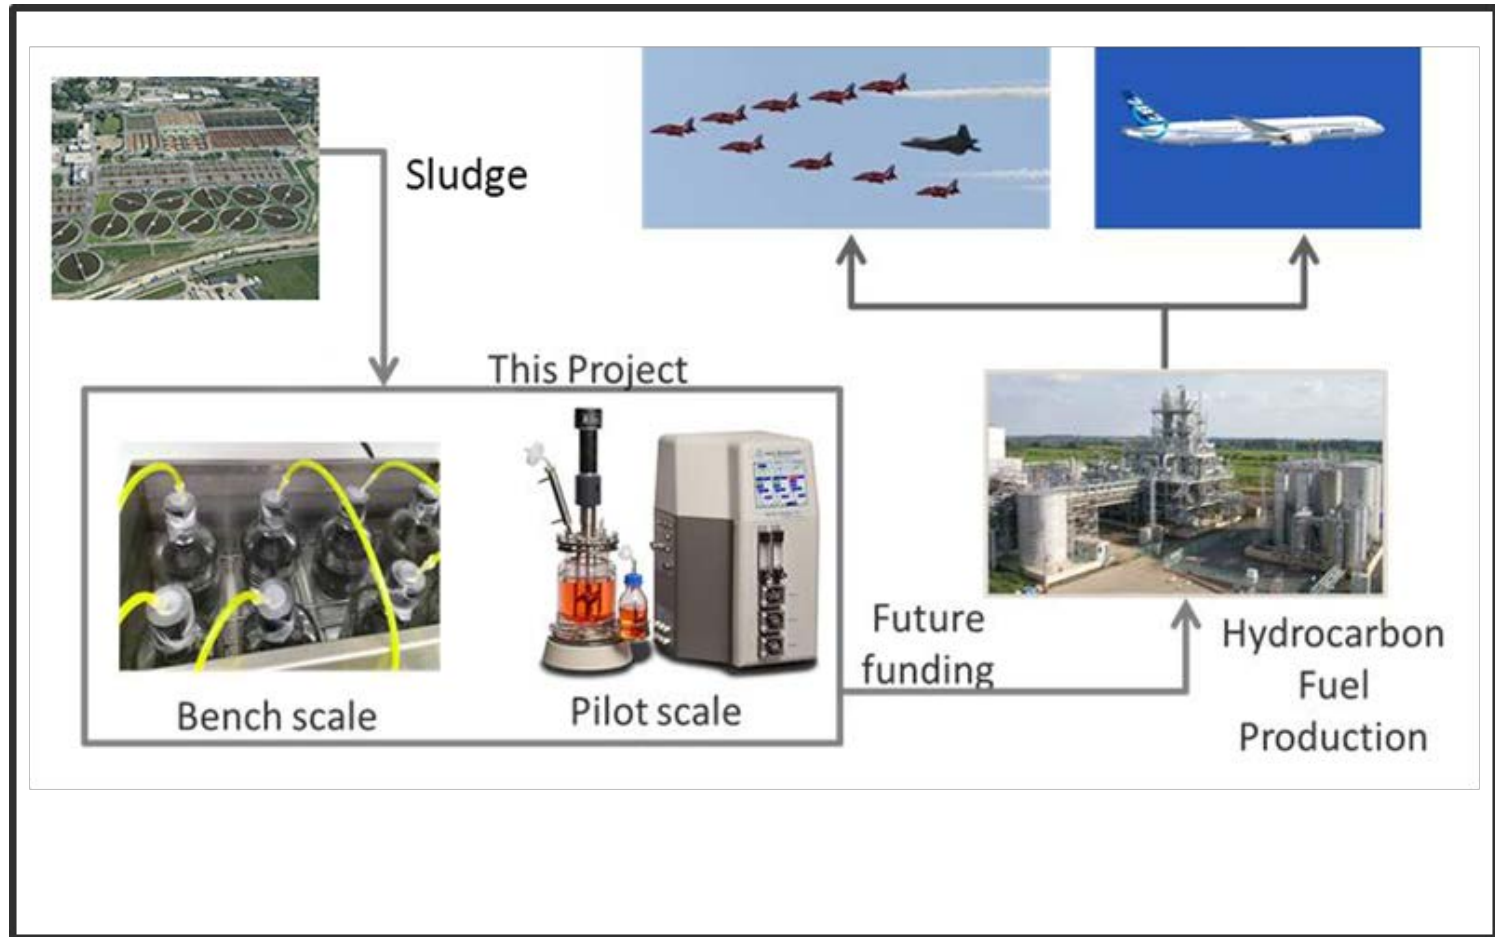 Sludge
This Project
Bench scale
Pilot scale
Future
funding
Hydrocarbon
Fuel
Production